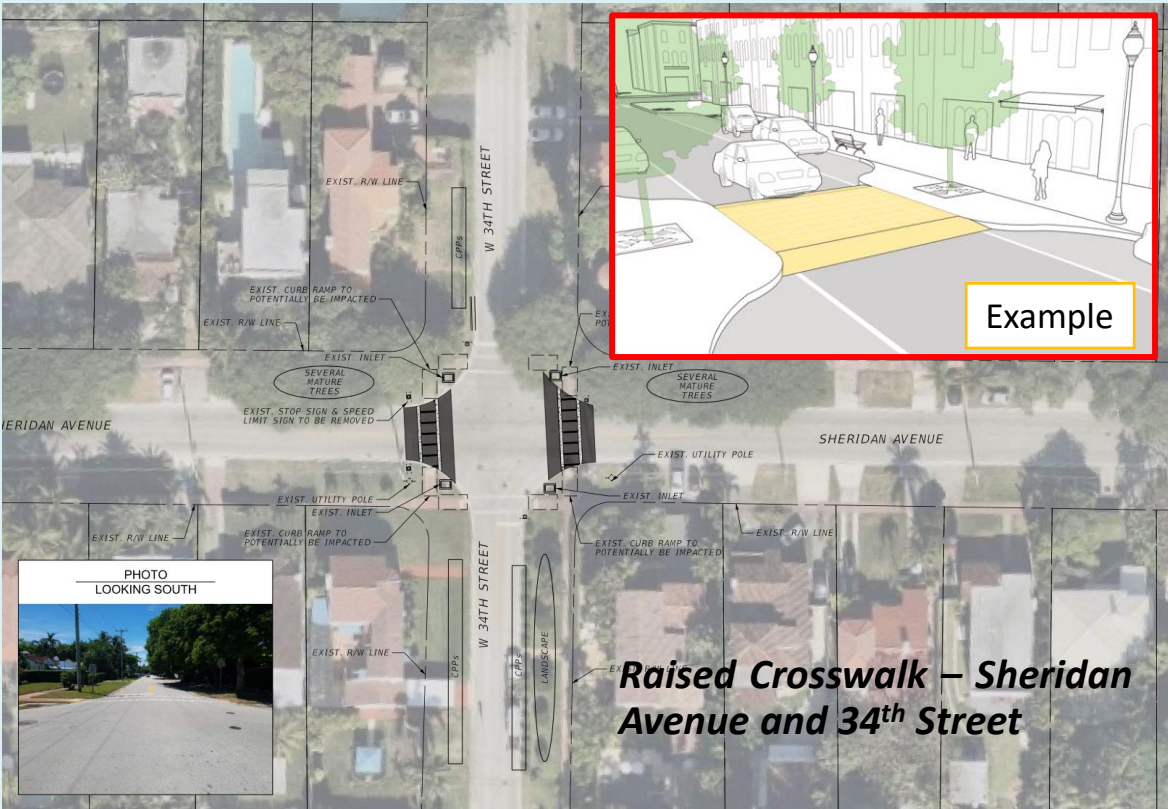 Example
EXIST. R/W LINE
W 34TH STREET
CPPs
EXIST. CURB RAMP TO
POTENTIALLY BE IMPACTED
EXIST. R/W LINE
EXIST. INLET
EXIST. INLET
SEVERAL
MATURE
TREES
SEVERAL
MATURE
TREES
EXIST. STOP SIGN & SPEED
LIMIT SIGN TO BE REMOVED
SHERIDAN AVENUE
EXIST. UTILITY POLE
EXIST. UTILITY POLE
EXIST. INLET
EXIST. INLET
EXIST. R/W LINE
EXIST. CURB RAMP TO
POTENTIALLY BE IMPACTED
EXIST. R/W LINE
EXIST. CURB RAMP TO
POTENTIALLY BE IMPACTED
PHOTO
LOOKING SOUTH
W 34TH STREET
EXIST. R/W LINE
CPPs
CPPs
LANDSCAPE
Raised Crosswalk – Sheridan
Avenue and 34th Street